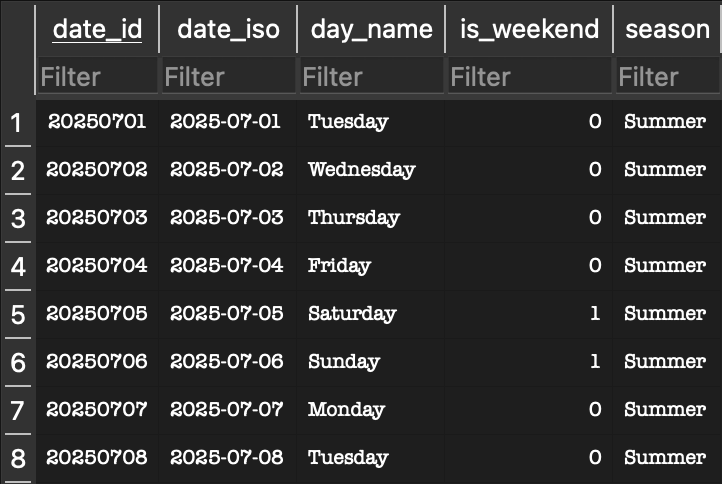 date_id date_iso day_name is_weekend season
Filter Filter Filter Filter Filter
1 20250701 2025-07-01 Tuesday 0 Summer
2 20250702 2025-07-02 Wednesday 0 Summer
3 20250703 2025-07-03 Thursday 0 Summer
4 20250704 2025-07-04 Friday 0 Summer
5 20250705 2025-07-05 Saturday 1 Summer
6 20250706 2025-07-06 Sunday 1 Summer
7 20250707 2025-07-07 Monday 0 Summer
8 20250708 2025-07-08 Tuesday 0 Summer